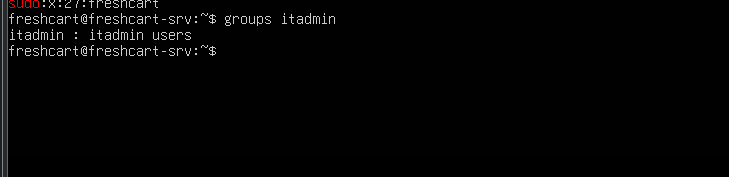 sudo:x:27:freshcart
freshcart@freshcart-srv:~$ groups itadmin
itadmin : itadmin users
freshcart@freshcart-srv:~$